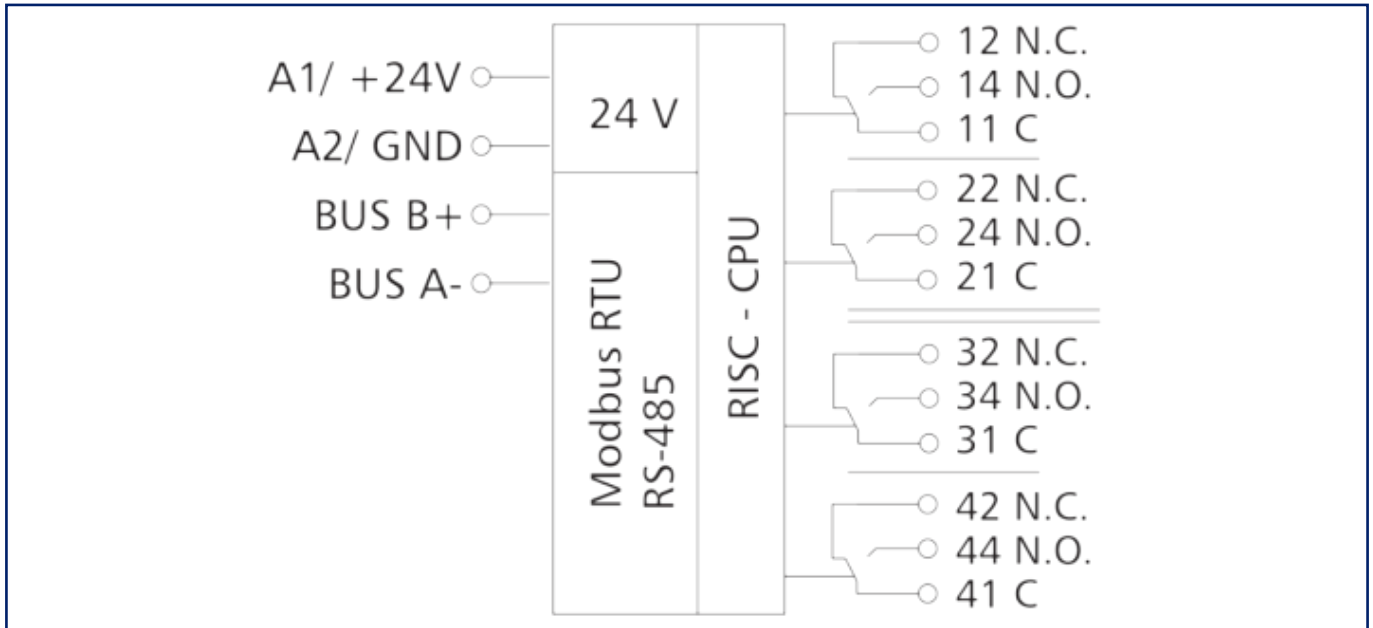 A1/ +24V
A2/ GND
BUS B+
BUS A-
24 V
Modbus RTU
RS-485
RISC - CPU
12 N.C.
14 N.O.
11 C
22 N.C.
24 N.O.
21 C
32 N.C.
34 N.O.
31 C
42 N.C.
44 N.O.
41 C